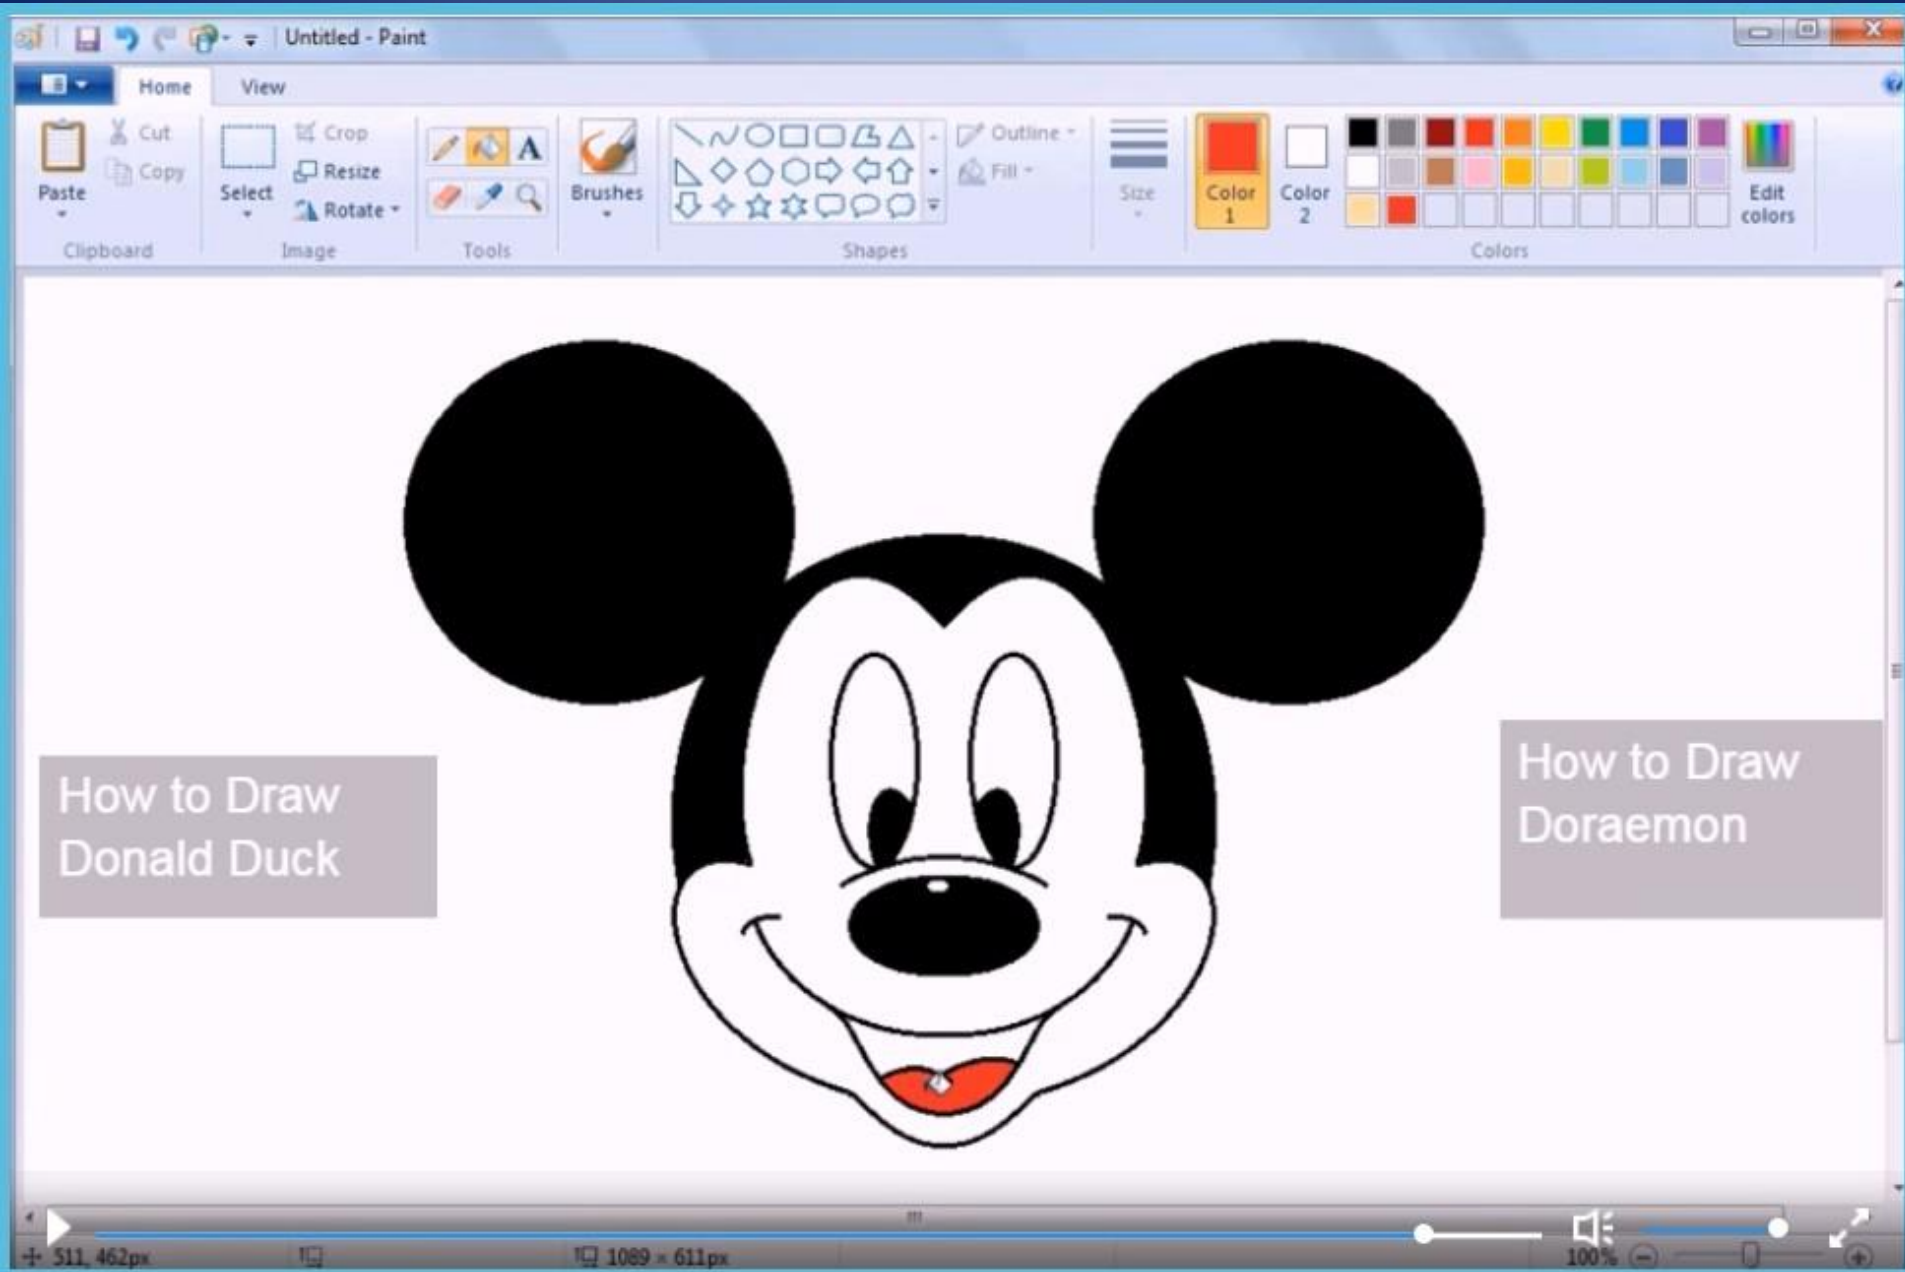 Untitled - Paint
Home View
Cut
Copy
Paste
Clipboard
Select
Crop
Resize
Rotate
Image
A
Tools
Brushes
Shapes
Outline
Fill
Size
Color 1
Color 2
Edit colors
Colors
How to Draw
Donald Duck
How to Draw
Doraemon
511, 462px
1089 × 611px
100%